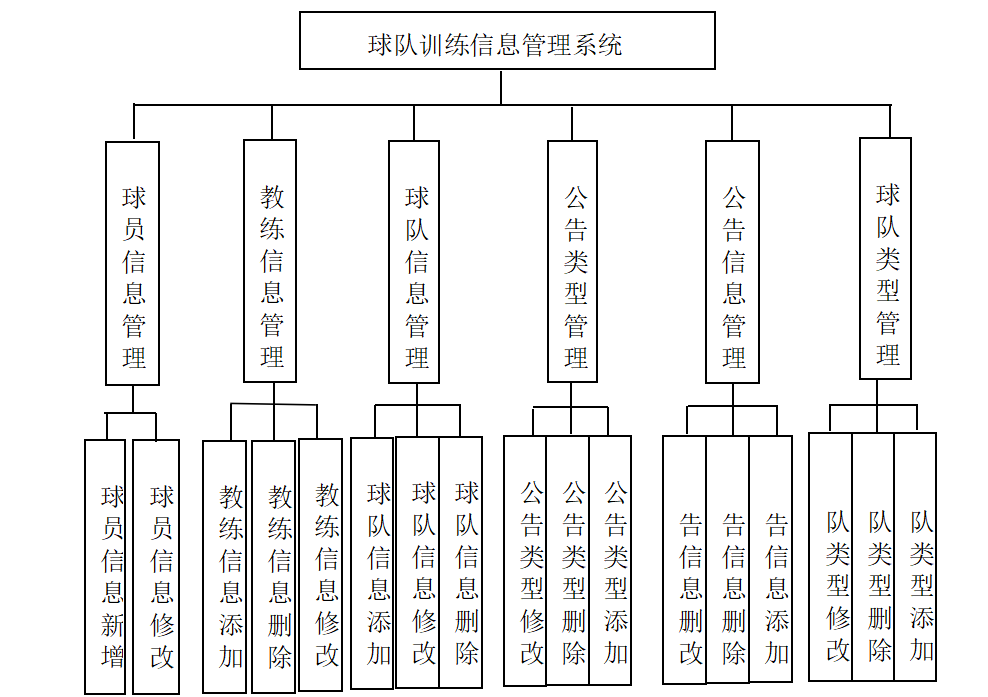 球队训练信息管理系统
球员信息管理
教练信息管理
球队信息管理
公告类型管理
公告信息管理
球队类型管理
球员信息新增
球员信息修改
教练信息添加
教练信息删除
教练信息修改
球队信息添加
球队信息修改
球队信息删除
公告类型修改
公告类型删除
公告类型添加
告信息删改
告信息删除
告信息添加
队类型修改
队类型删除
队类型添加